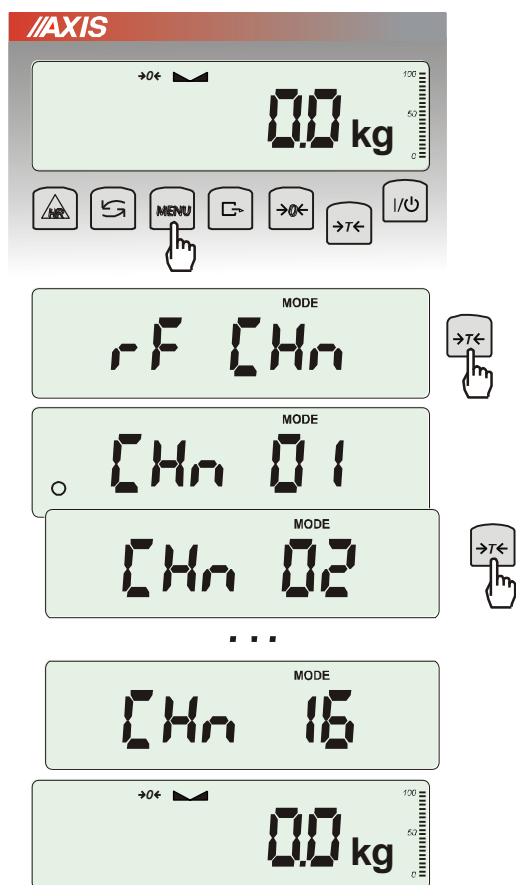 //AXIS
→0←
100
50
0
0.0 kg
HR MENU →0← →T← I/⏻
MODE
rF CHn
→T←
MODE
CHn 01
MODE
CHn 02
→T←
...
MODE
CHn 16
→0←
100
50
0
0.0 kg